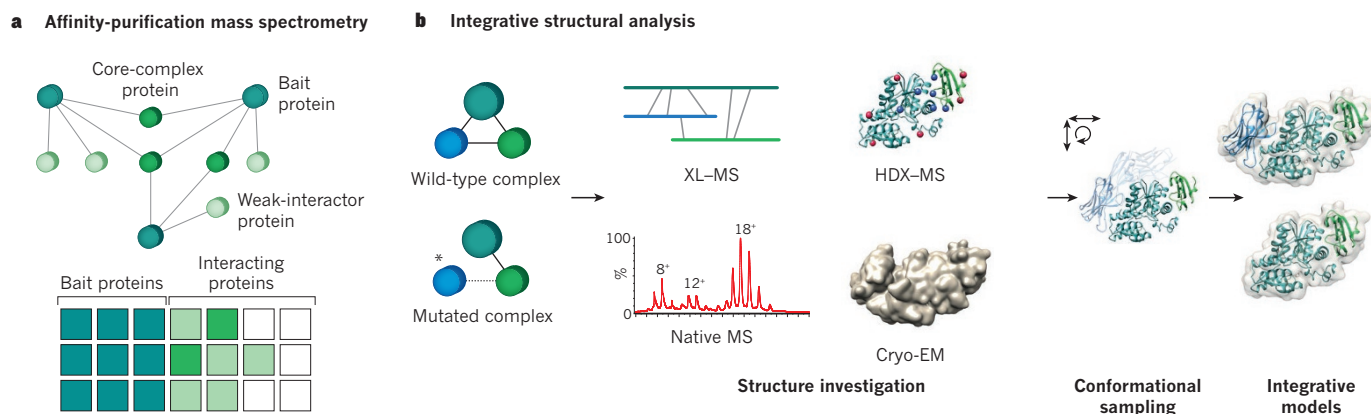 a Affinity-purification mass spectrometry
Core-complex
protein
Bait
protein
Weak-interactor
protein
Bait proteins
Interacting
proteins
b Integrative structural analysis
Wild-type complex
*
Mutated complex
XL–MS
HDX–MS
100
%
0
8+
12+
18+
Native MS
Cryo-EM
Structure investigation
Conformational
sampling
Integrative
models